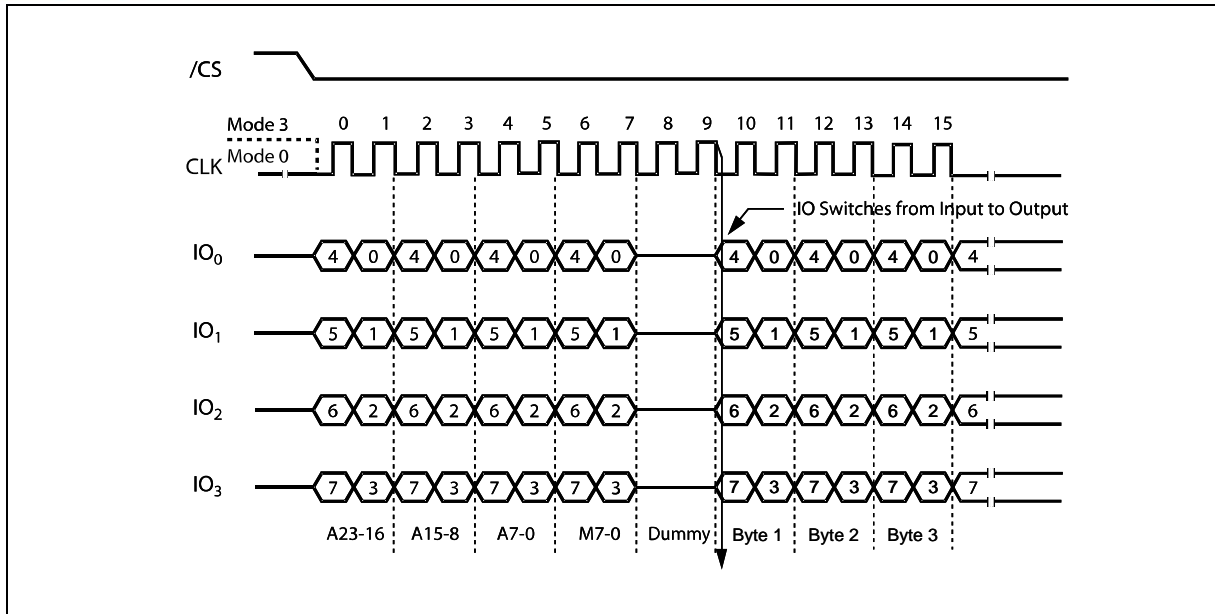 /CS
Mode 3
0 1 2 3 4 5 6 7 8 9 10 11 12 13 14 15
CLK
Mode 0
IO Switches from Input to Output
IO0 4 0 4 0 4 0 4 0 4 0 4 0 4 0 4
IO1 5 1 5 1 5 1 5 1 5 1 5 1 5 1 5
IO2 6 2 6 2 6 2 6 2 6 2 6 2 6 2 6
IO3 7 3 7 3 7 3 7 3 7 3 7 3 7 3 7
A23-16 A15-8 A7-0 M7-0 Dummy Byte 1 Byte 2 Byte 3